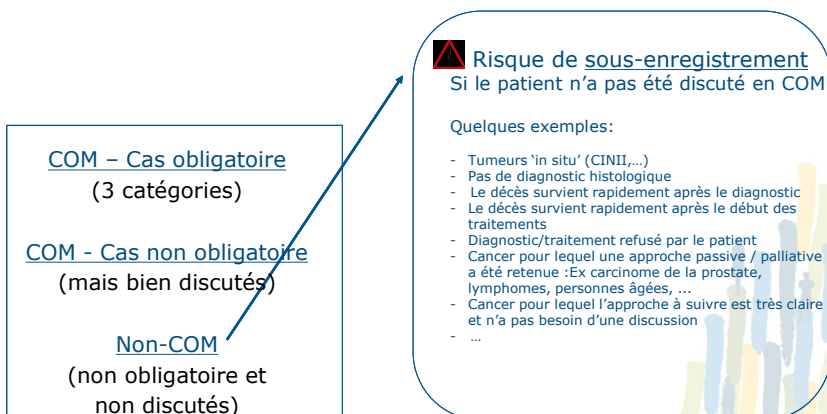 COM – Cas obligatoire
(3 catégories)
COM - Cas non obligatoire
(mais bien discutés)
Non-COM
(non obligatoire et
non discutés)
Risque de sous-enregistrement
Si le patient n’a pas été discuté en COM
Quelques exemples:
- Tumeurs ‘in situ’ (CINII,…)
- Pas de diagnostic histologique
- Le décès survient rapidement après le diagnostic
- Le décès survient rapidement après le début des
traitements
- Diagnostic/traitement refusé par le patient
- Cancer pour lequel une approche passive / palliative
a été retenue :Ex carcinome de la prostate,
lymphomes, personnes âgées, ...
- Cancer pour lequel l’approche à suivre est très claire
et n’a pas besoin d’une discussion
- …